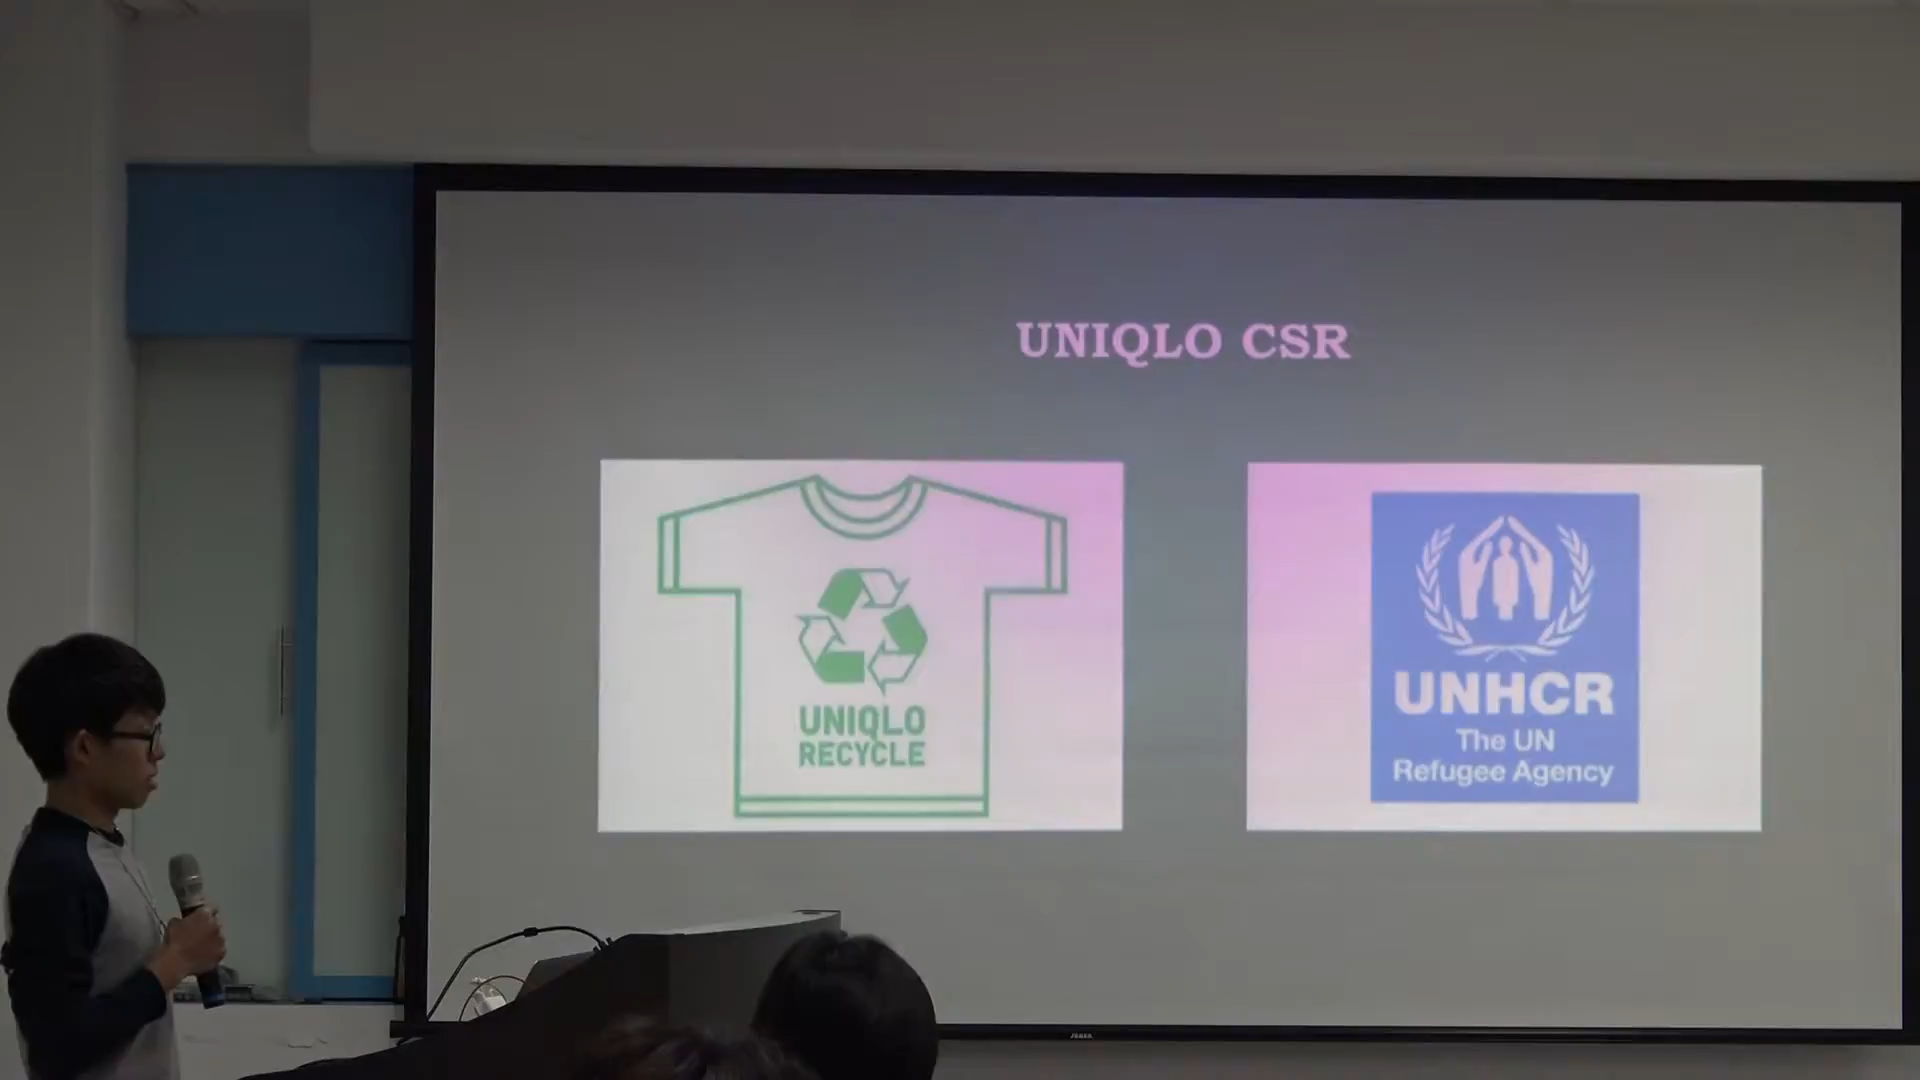 UNIQLO CSR
UNIQLO
RECYCLE
UNHCR
The UN
Refugee Agency